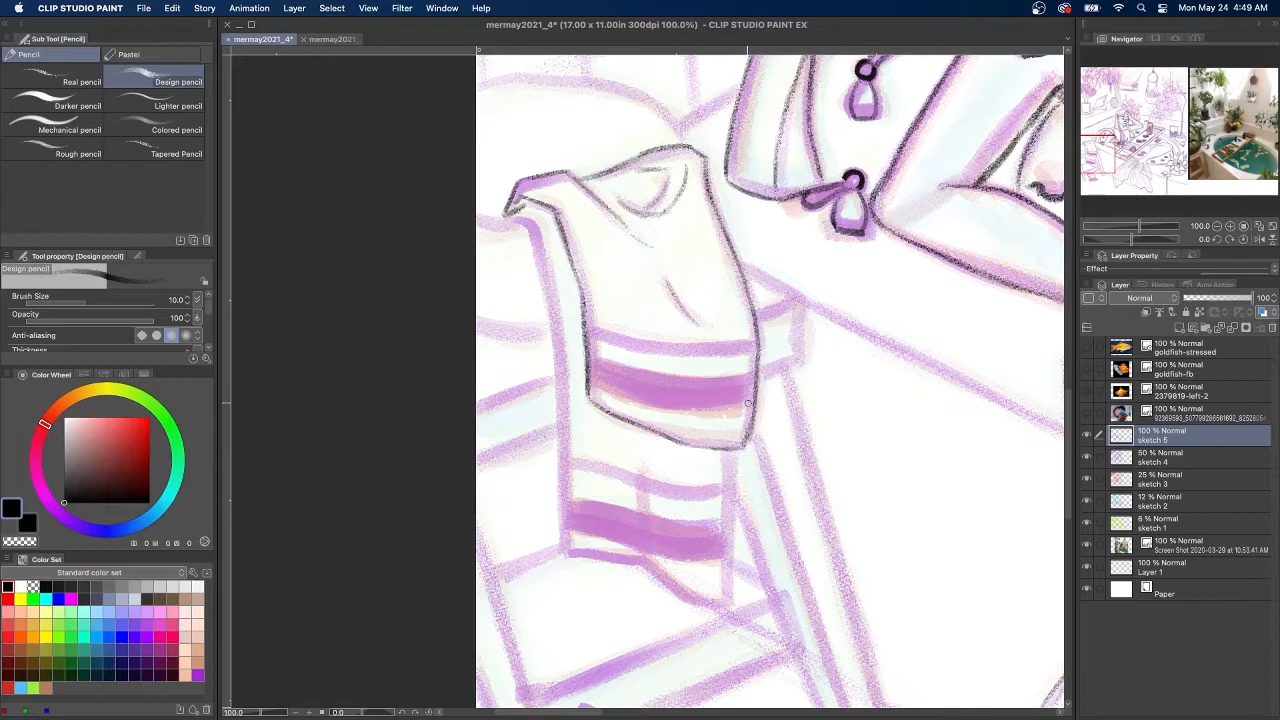 CLIP STUDIO PAINT File Edit Story Animation Layer Select View Filter Window Help Mon May 24 4:49 AM
mermay2021_4* (17.00 x 11.00in 300dpi 100.0%) - CLIP STUDIO PAINT EX
Sub Tool [Pencil]
mermay2021_4* mermay2021
Navigator
Pencil Pastel
Real pencil Design pencil
Darker pencil Lighter pencil
Mechanical pencil Colored pencil
Rough pencil Tapered Pencil
100.0
0.0
Tool property [Design pencil]
Layer Property
Design pencil
Effect
Layer History Auto Action
Brush Size 10.0
Normal 100
Opacity 100
Anti-aliasing
Thickness
100 % Normal
goldfish-stressed
100 % Normal
goldfish-fb
Color Wheel
100 % Normal
2379819-left-2
100 % Normal
100 % Normal
sketch 5
50 % Normal
sketch 4
25 % Normal
sketch 3
12 % Normal
sketch 2
6 % Normal
sketch 1
100 % Normal
Screen Shot 2020-03-29 at 10.53.41 AM
0 0 0
Color Set
100 % Normal
Layer 1
Standard color set
Paper
100.0 0.0